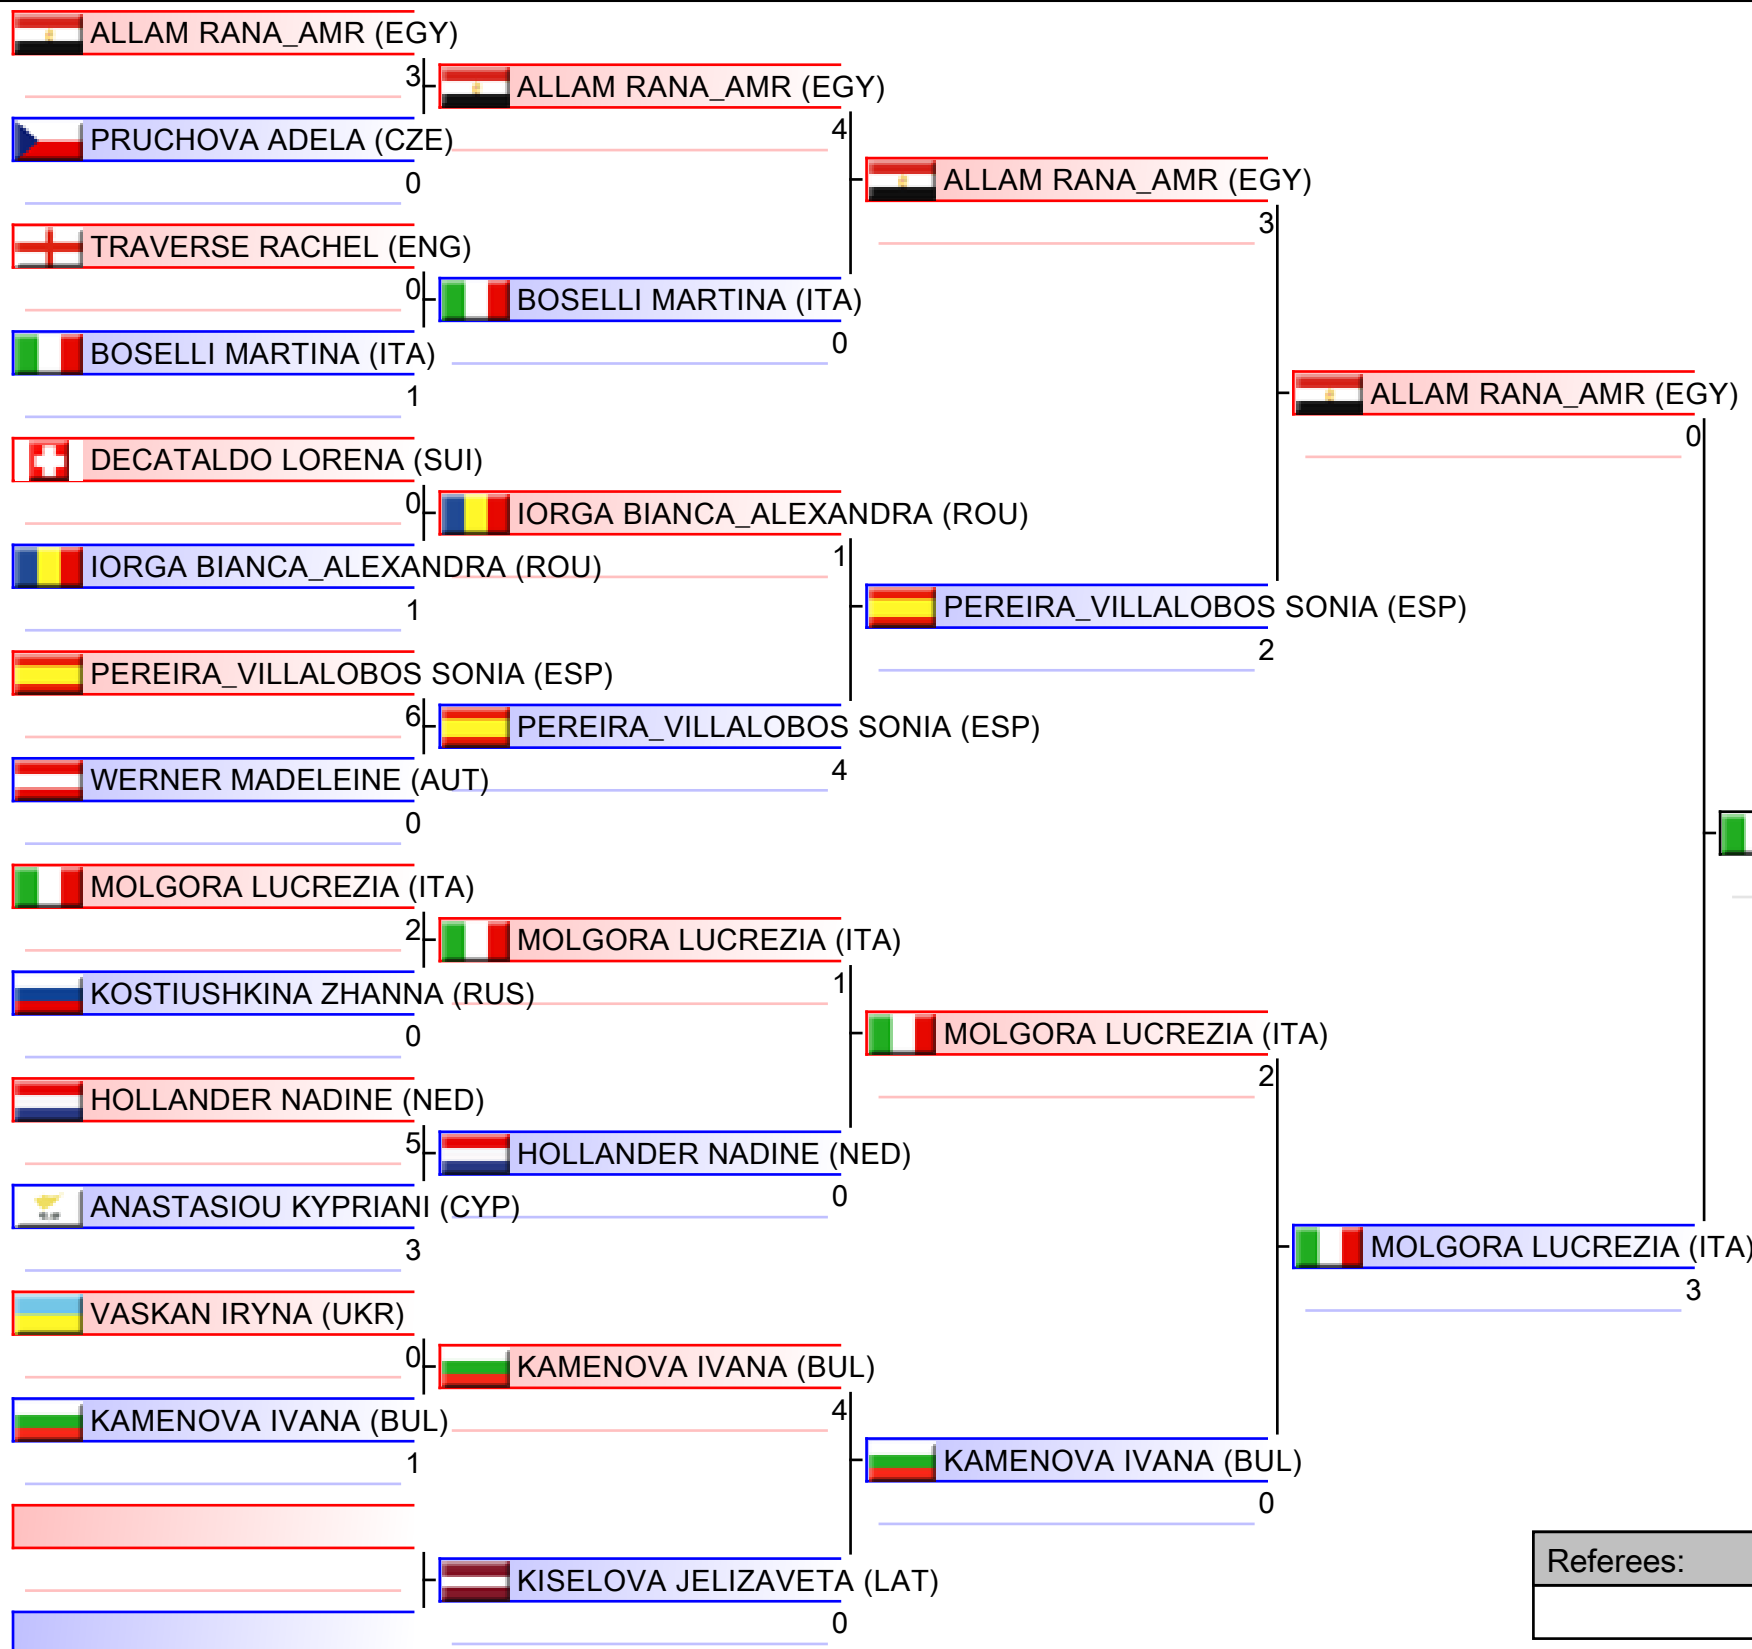 ALLAM RANA_AMR (EGY)
3
ALLAM RANA_AMR (EGY)
PRUCHOVA ADELA (CZE)
4
0
ALLAM RANA_AMR (EGY)
3
TRAVERSE RACHEL (ENG)
0
BOSELLI MARTINA (ITA)
BOSELLI MARTINA (ITA)
0
1
ALLAM RANA_AMR (EGY)
0
DECATALDO LORENA (SUI)
0
IORGA BIANCA_ALEXANDRA (ROU)
IORGA BIANCA_ALEXANDRA (ROU)
1
1
PEREIRA_VILLALOBOS SONIA (ESP)
2
PEREIRA_VILLALOBOS SONIA (ESP)
6
PEREIRA_VILLALOBOS SONIA (ESP)
WERNER MADELEINE (AUT)
4
0
MOLGORA LUCREZIA (ITA)
2
MOLGORA LUCREZIA (ITA)
KOSTIUSHKINA ZHANNA (RUS)
1
0
MOLGORA LUCREZIA (ITA)
2
HOLLANDER NADINE (NED)
5
HOLLANDER NADINE (NED)
ANASTASIOU KYPRIANI (CYP)
0
3
MOLGORA LUCREZIA (ITA)
3
VASKAN IRYNA (UKR)
0
KAMENOVA IVANA (BUL)
KAMENOVA IVANA (BUL)
4
1
KAMENOVA IVANA (BUL)
0
KISELOVA JELIZAVETA (LAT)
0
Referees: